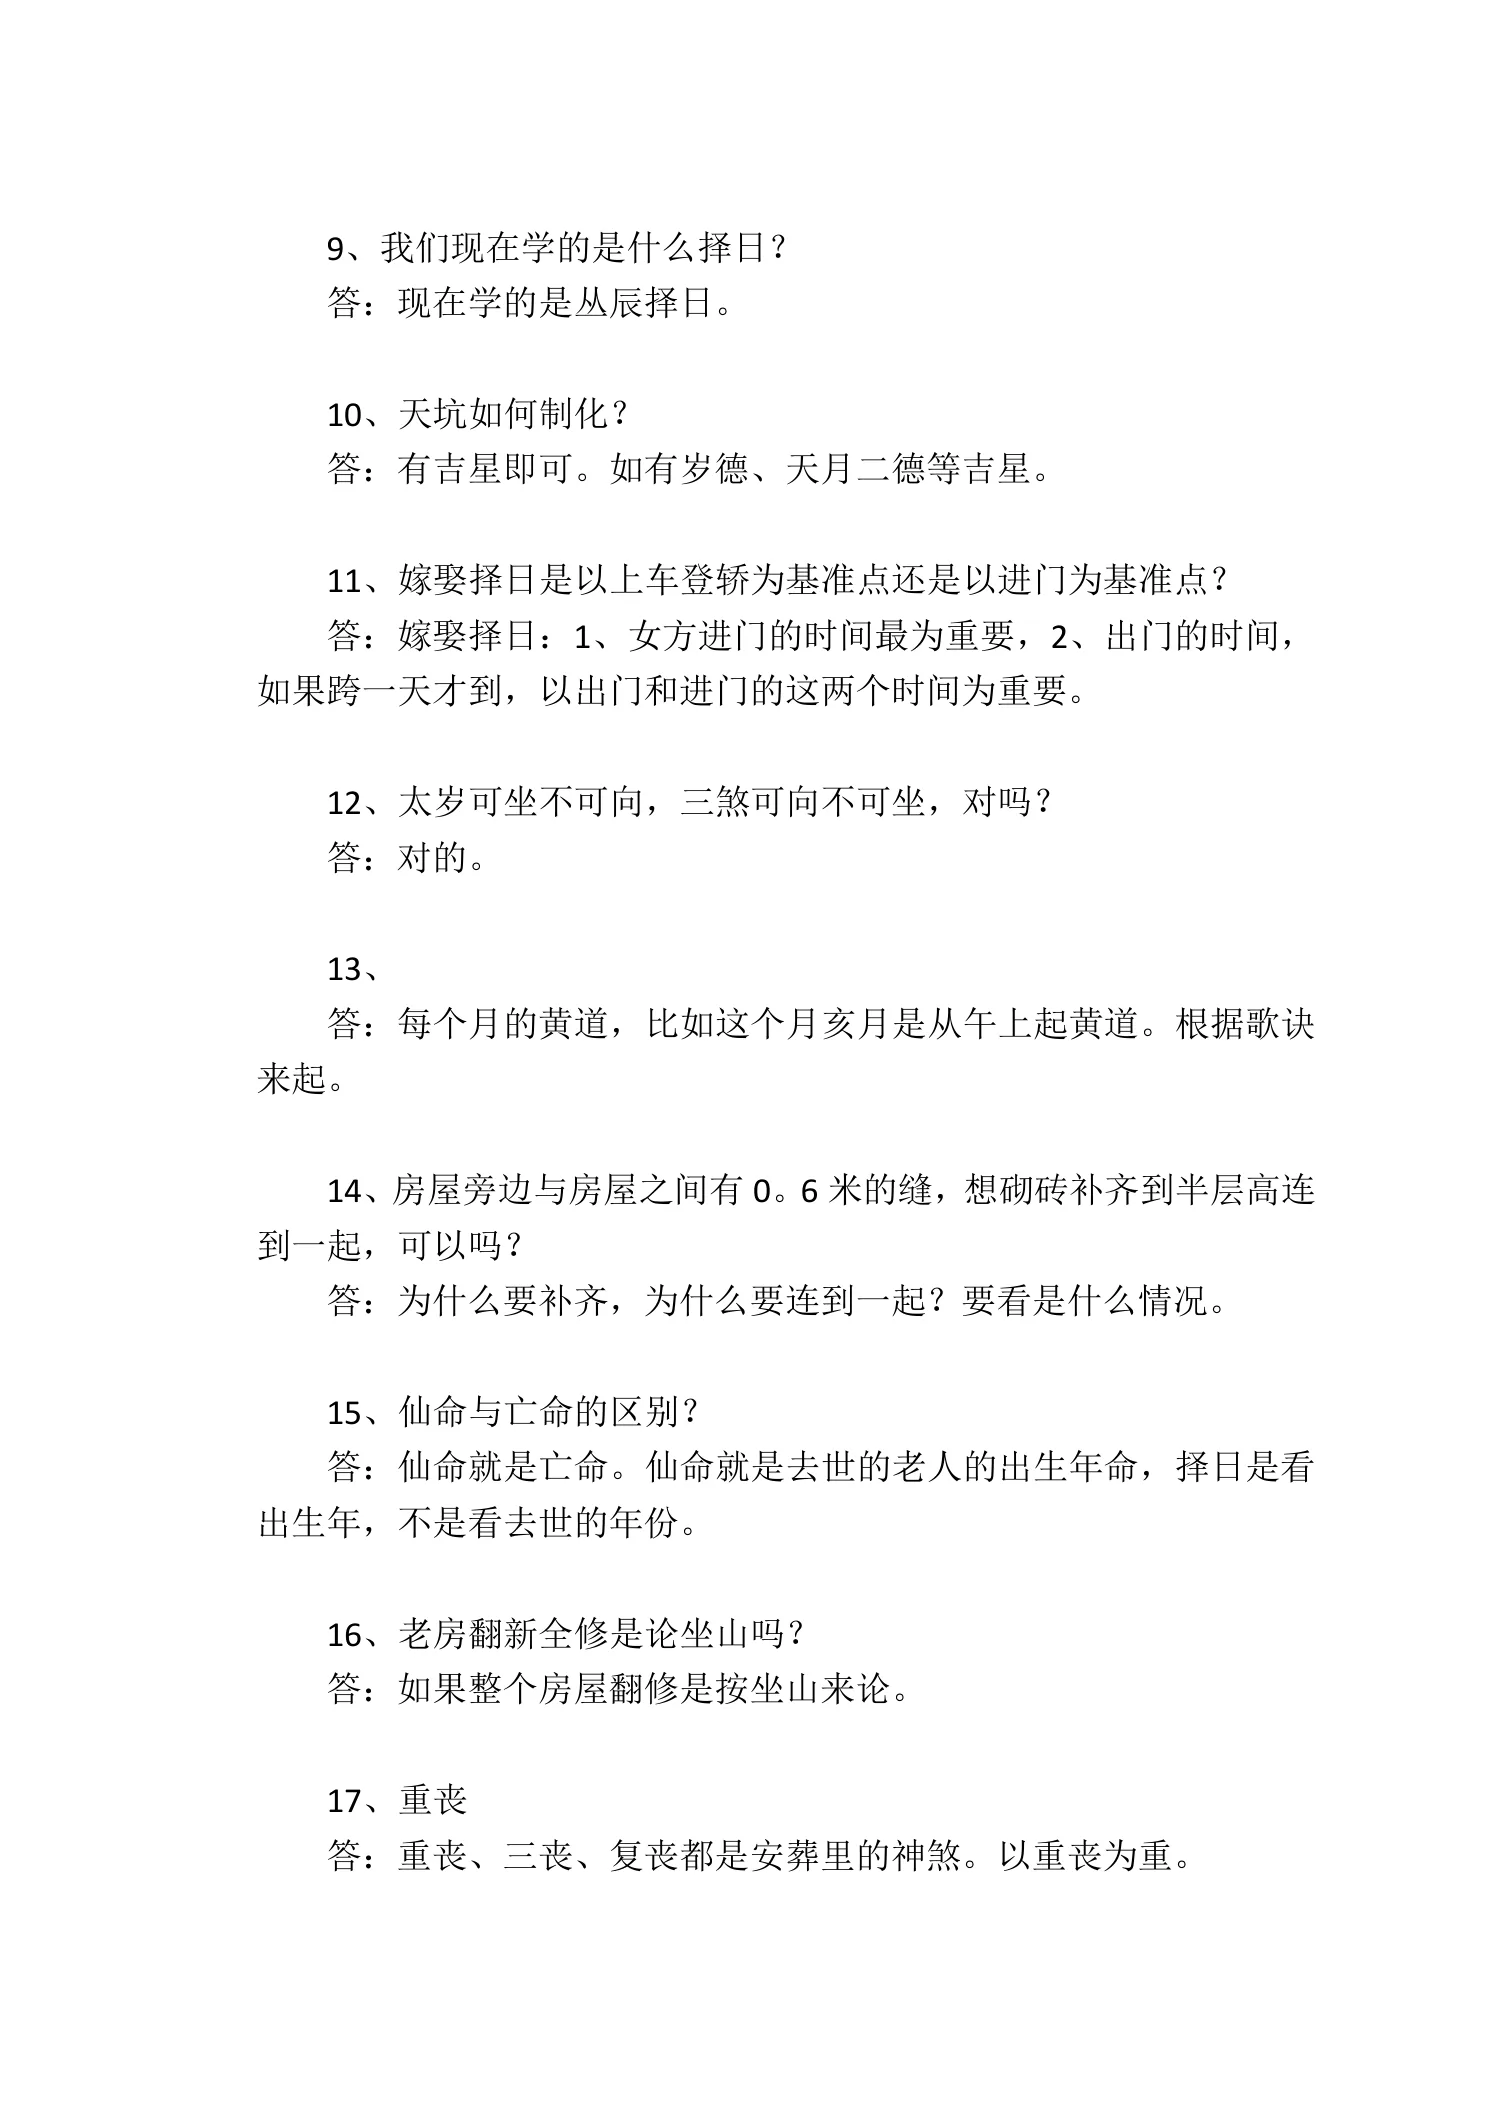 9、我们现在学的是什么择日？
答：现在学的是丛辰择日。
10、天坑如何制化？
答：有吉星即可。如有岁德、天月二德等吉星。
11、嫁娶择日是以上车登轿为基准点还是以进门为基准点？
答：嫁娶择日：1、女方进门的时间最为重要，2、出门的时间，
如果跨一天才到，以出门和进门的这两个时间为重要。
12、太岁可坐不可向，三煞可向不可坐，对吗？
答：对的。
13、
答：每个月的黄道，比如这个月亥月是从午上起黄道。根据歌诀
来起。
14、房屋旁边与房屋之间有 0。6 米的缝，想砌砖补齐到半层高连
到一起，可以吗？
答：为什么要补齐，为什么要连到一起？要看是什么情况。
15、仙命与亡命的区别？
答：仙命就是亡命。仙命就是去世的老人的出生年命，择日是看
出生年，不是看去世的年份。
16、老房翻新全修是论坐山吗？
答：如果整个房屋翻修是按坐山来论。
17、重丧
答：重丧、三丧、复丧都是安葬里的神煞。以重丧为重。